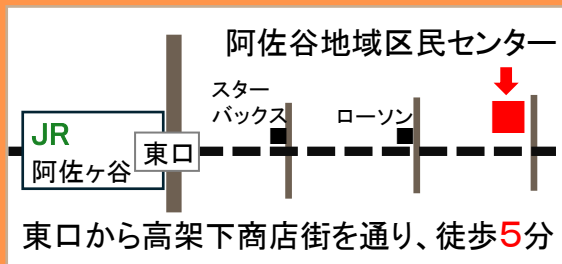 阿佐谷地域区民センター
スター
バックス
ローソン
JR
阿佐ヶ谷
東口
東口から高架下商店街を通り、徒歩5分